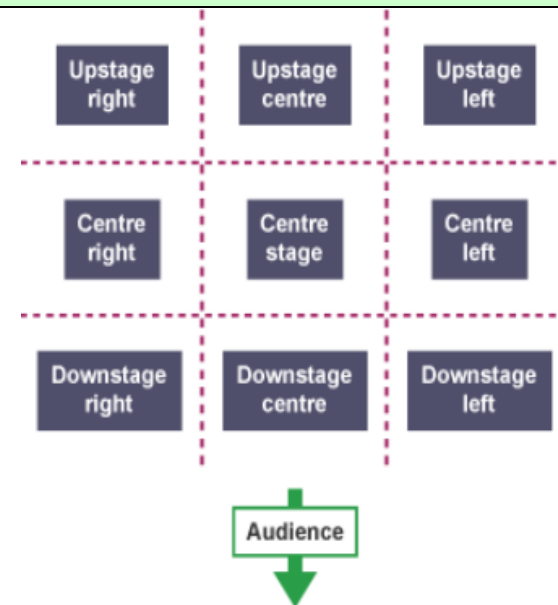 Upstage
right
Upstage
centre
Upstage
left
Centre
right
Centre
stage
Centre
left
Downstage
right
Downstage
centre
Downstage
left
Audience